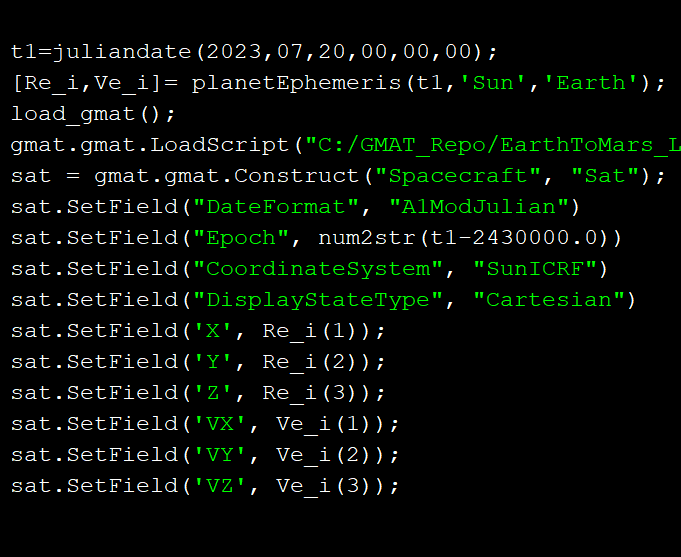 t1=juliandate(2023,07,20,00,00,00);
[Re_i,Ve_i]= planetEphemeris(t1,'Sun','Earth');
load_gmat();
gmat.gmat.LoadScript("C:/GMAT_Repo/EarthToMars_L
sat = gmat.gmat.Construct("Spacecraft", "Sat");
sat.SetField("DateFormat", "A1ModJulian")
sat.SetField("Epoch", num2str(t1-2430000.0))
sat.SetField("CoordinateSystem", "SunICRF")
sat.SetField("DisplayStateType", "Cartesian")
sat.SetField('X', Re_i(1));
sat.SetField('Y', Re_i(2));
sat.SetField('Z', Re_i(3));
sat.SetField('VX', Ve_i(1));
sat.SetField('VY', Ve_i(2));
sat.SetField('VZ', Ve_i(3));